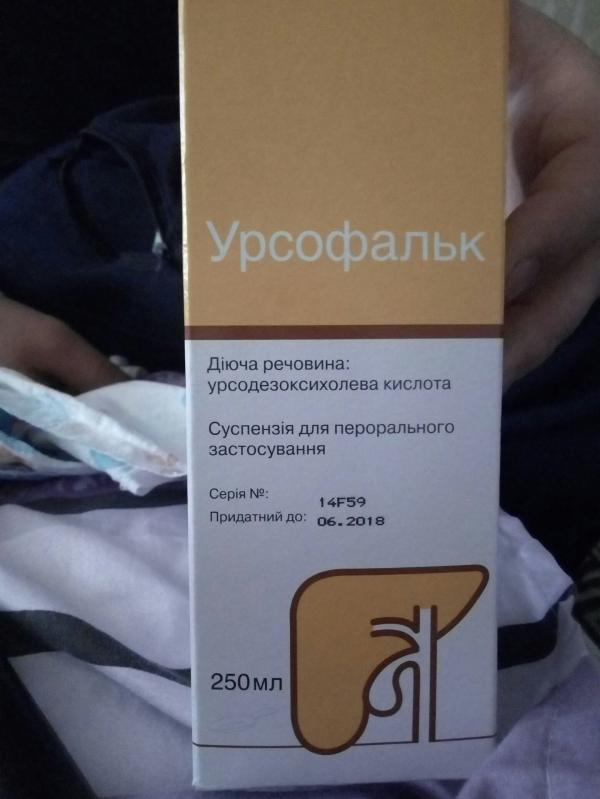 Урсофальк
Діюча речовина:
урсодезоксихолева кислота
Суспензія для перорального
застосування
Серія №: 14F59
Придатний до: 06.2018
250мл